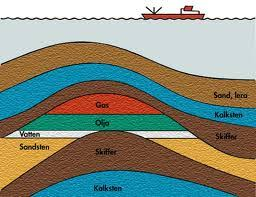 Sand, lera
Kalksten
Skiffer
Gas
Olja
Vatten
Sandsten
Skiffer
Kalksten